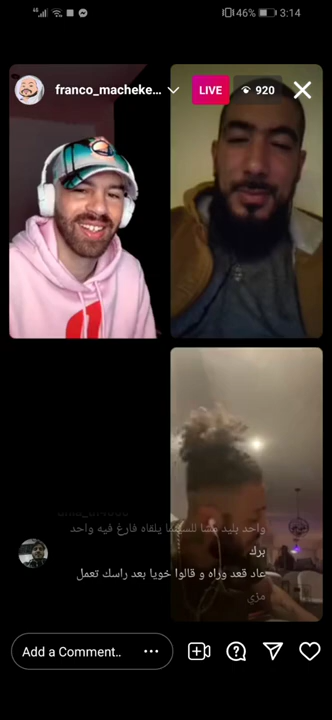 46% 3:14
franco_macheke... LIVE 920
واحد بليد مشا للسينما يلقاه فارغ فيه واحد
برك
عاد قعد وراه و قالوا خويا بعد راسك تعمل
مزي
Add a Comment..